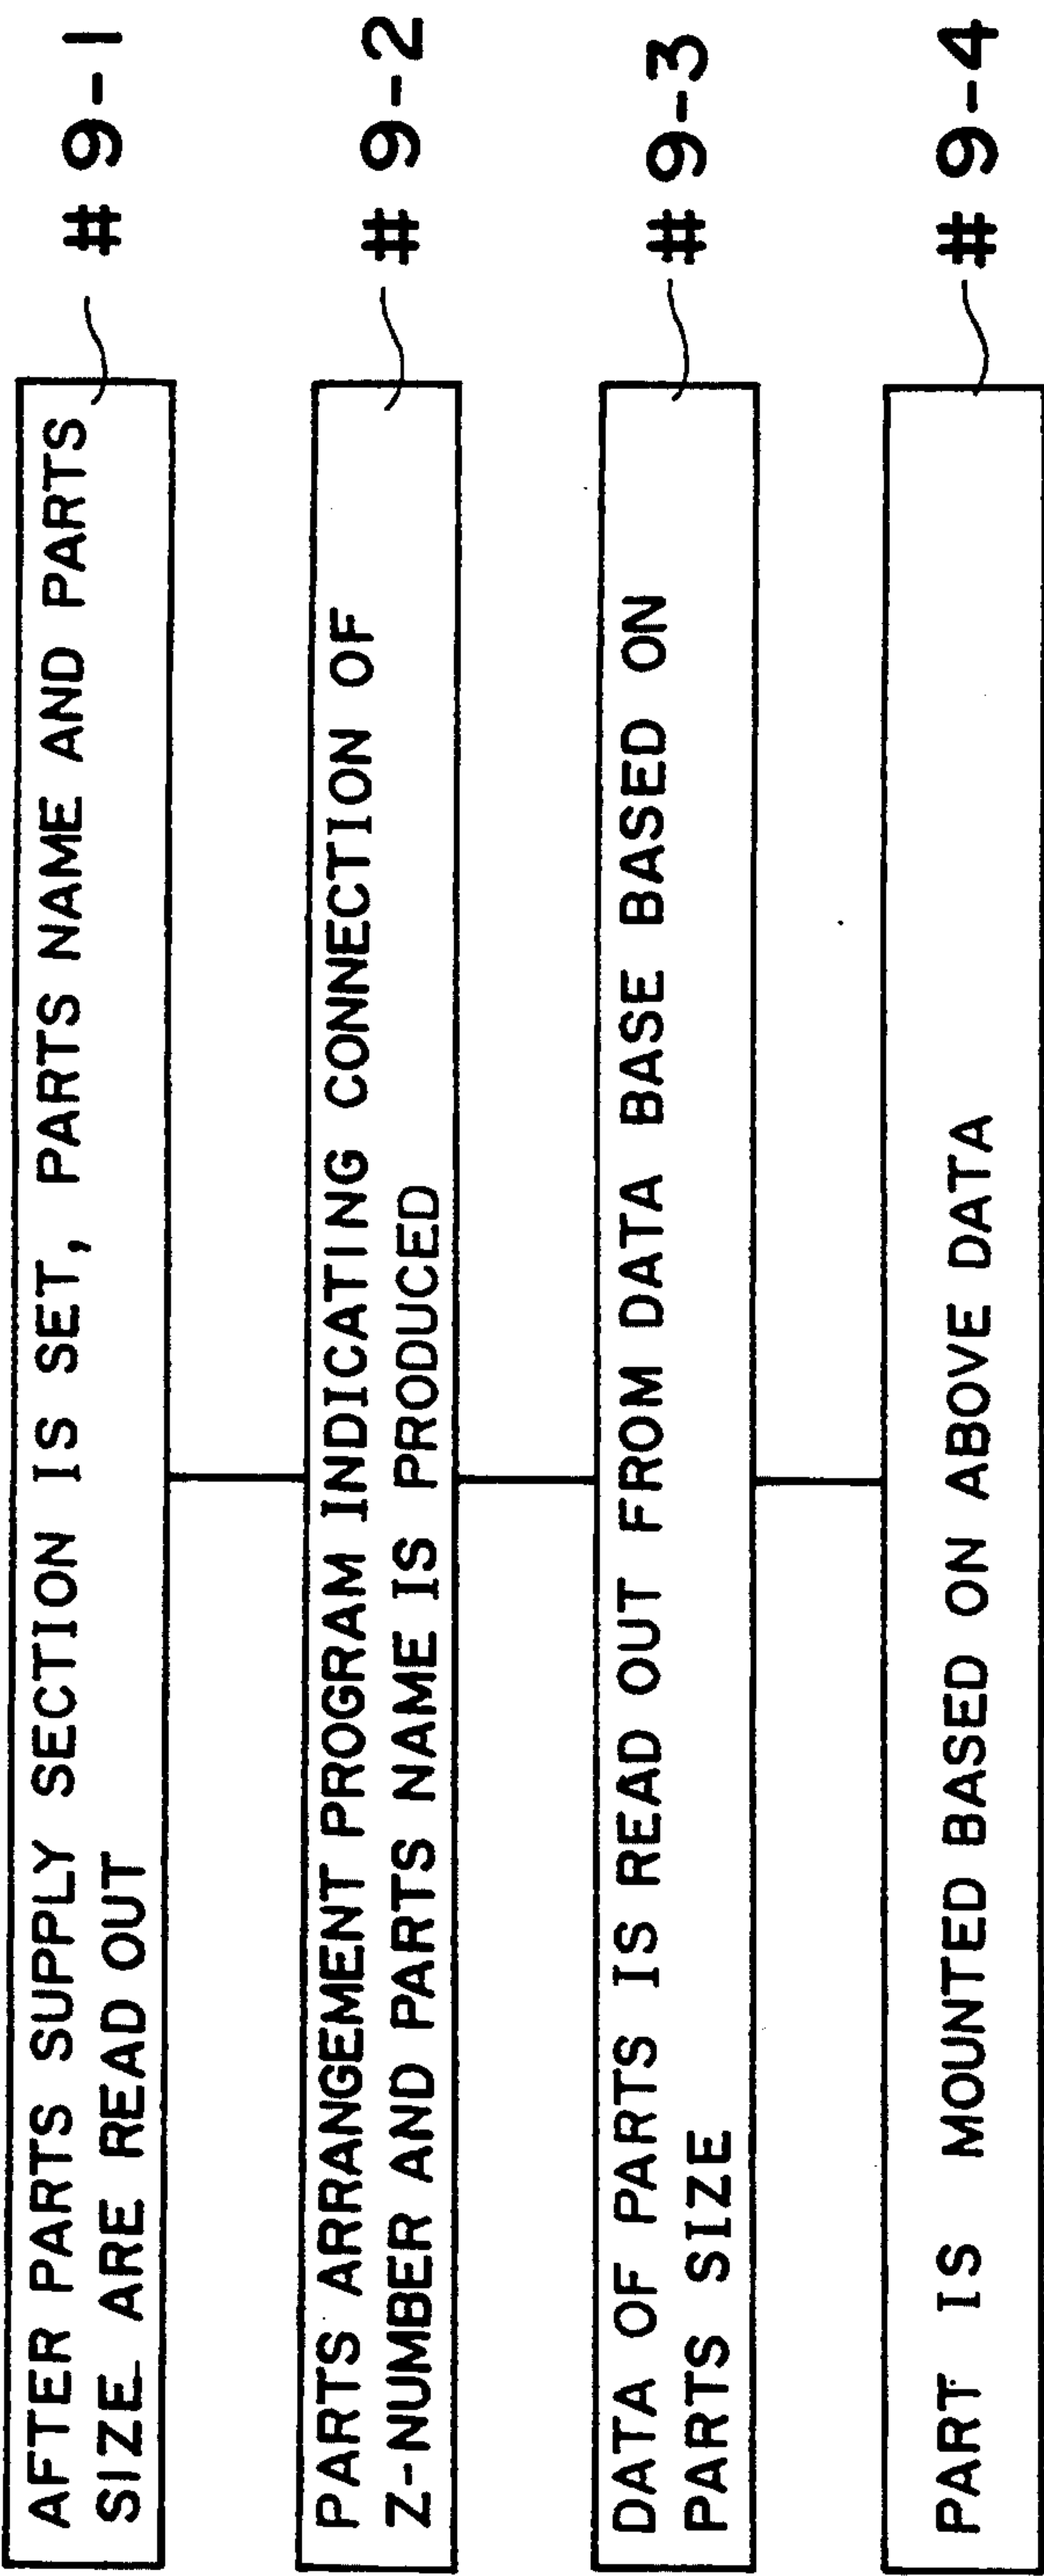 AFTER PARTS SUPPLY SECTION IS SET, PARTS NAME AND PARTS
SIZE ARE READ OUT
# 9-1
PARTS ARRANGEMENT PROGRAM INDICATING CONNECTION OF
Z-NUMBER AND PARTS NAME IS PRODUCED
# 9-2
DATA OF PARTS IS READ OUT FROM DATA BASE BASED ON
PARTS SIZE
# 9-3
PART IS MOUNTED BASED ON ABOVE DATA
# 9-4